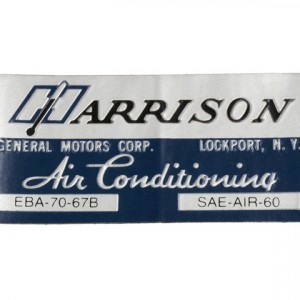 HARRISON
GENERAL MOTORS CORP. LOCKPORT, N. Y.
Air Conditioning
EBA-70-67B SAE-AIR-60